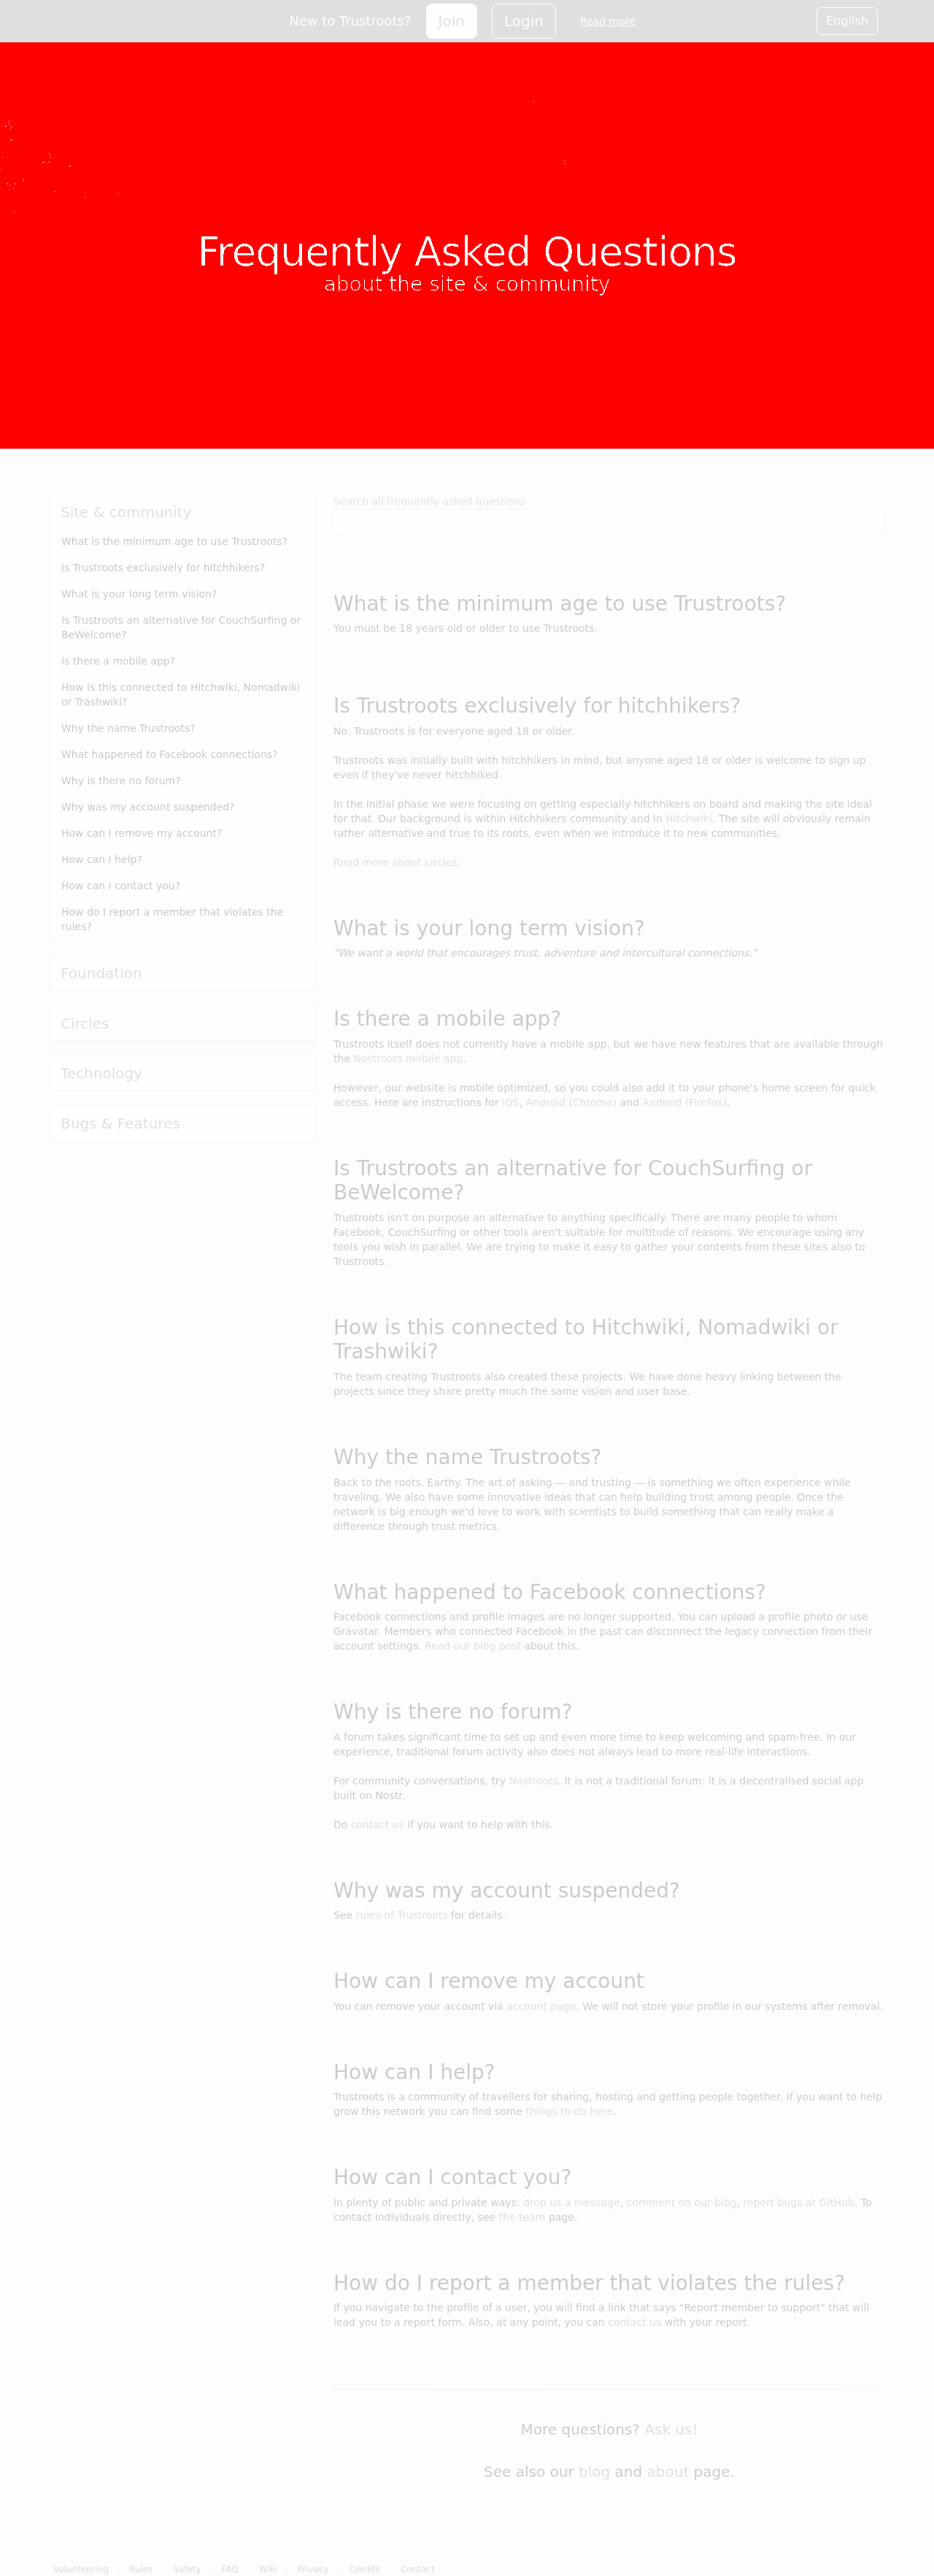 New to Trustroots? Join Login Read more English
Frequently Asked Questions
about the site & community
Site & community
What is the minimum age to use Trustroots?
Is Trustroots exclusively for hitchhikers?
What is your long term vision?
Is Trustroots an alternative for CouchSurfing or
BeWelcome?
Is there a mobile app?
How is this connected to Hitchwiki, Nomadwiki
or Trashwiki?
Why the name Trustroots?
What happened to Facebook connections?
Why is there no forum?
Why was my account suspended?
How can I remove my account?
How can I help?
How can I contact you?
How do I report a member that violates the
rules?
Foundation
Circles
Technology
Bugs & Features
Search all frequently asked questions
What is the minimum age to use Trustroots?
You must be 18 years old or older to use Trustroots.
Is Trustroots exclusively for hitchhikers?
No. Trustroots is for everyone aged 18 or older.
Trustroots was initially built with hitchhikers in mind, but anyone aged 18 or older is welcome to sign up
even if they've never hitchhiked.
In the initial phase we were focusing on getting especially hitchhikers on board and making the site ideal
for that. Our background is within Hitchhikers community and in Hitchwiki. The site will obviously remain
rather alternative and true to its roots, even when we introduce it to new communities.
Read more about circles.
What is your long term vision?
"We want a world that encourages trust, adventure and intercultural connections."
Is there a mobile app?
Trustroots itself does not currently have a mobile app, but we have new features that are available through
the Nostroots mobile app.
However, our website is mobile optimized, so you could also add it to your phone's home screen for quick
access. Here are instructions for iOS, Android (Chrome) and Android (Firefox).
Is Trustroots an alternative for CouchSurfing or
BeWelcome?
Trustroots isn't on purpose an alternative to anything specifically. There are many people to whom
Facebook, CouchSurfing or other tools aren't suitable for multitude of reasons. We encourage using any
tools you wish in parallel. We are trying to make it easy to gather your contents from these sites also to
Trustroots.
How is this connected to Hitchwiki, Nomadwiki or
Trashwiki?
The team creating Trustroots also created these projects. We have done heavy linking between the
projects since they share pretty much the same vision and user base.
Why the name Trustroots?
Back to the roots. Earthy. The art of asking — and trusting — is something we often experience while
traveling. We also have some innovative ideas that can help building trust among people. Once the
network is big enough we'd love to work with scientists to build something that can really make a
difference through trust metrics.
What happened to Facebook connections?
Facebook connections and profile images are no longer supported. You can upload a profile photo or use
Gravatar. Members who connected Facebook in the past can disconnect the legacy connection from their
account settings. Read our blog post about this.
Why is there no forum?
A forum takes significant time to set up and even more time to keep welcoming and spam-free. In our
experience, traditional forum activity also does not always lead to more real-life interactions.
For community conversations, try Nostroots. It is not a traditional forum: it is a decentralised social app
built on Nostr.
Do contact us if you want to help with this.
Why was my account suspended?
See rules of Trustroots for details.
How can I remove my account
You can remove your account via account page. We will not store your profile in our systems after removal.
How can I help?
Trustroots is a community of travellers for sharing, hosting and getting people together. If you want to help
grow this network you can find some things to do here.
How can I contact you?
In plenty of public and private ways: drop us a message, comment on our blog, report bugs at GitHub. To
contact individuals directly, see the team page.
How do I report a member that violates the rules?
If you navigate to the profile of a user, you will find a link that says "Report member to support" that will
lead you to a report form. Also, at any point, you can contact us with your report.
More questions? Ask us!
See also our blog and about page.
Volunteering · Rules · Safety · FAQ · Wiki · Privacy · Credits · Contact